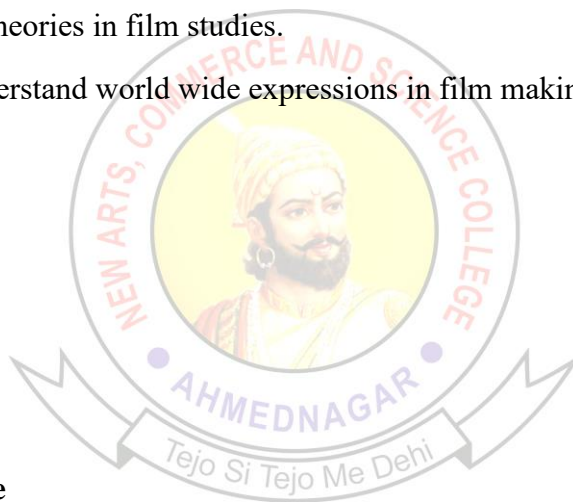 heories in film studies.
erstand world wide expressions in film makin
NEW ARTS, COMMERCE AND SCIENCE COLLEGE
AHMEDNAGAR
Tejo Si Tejo Me Dehi
e